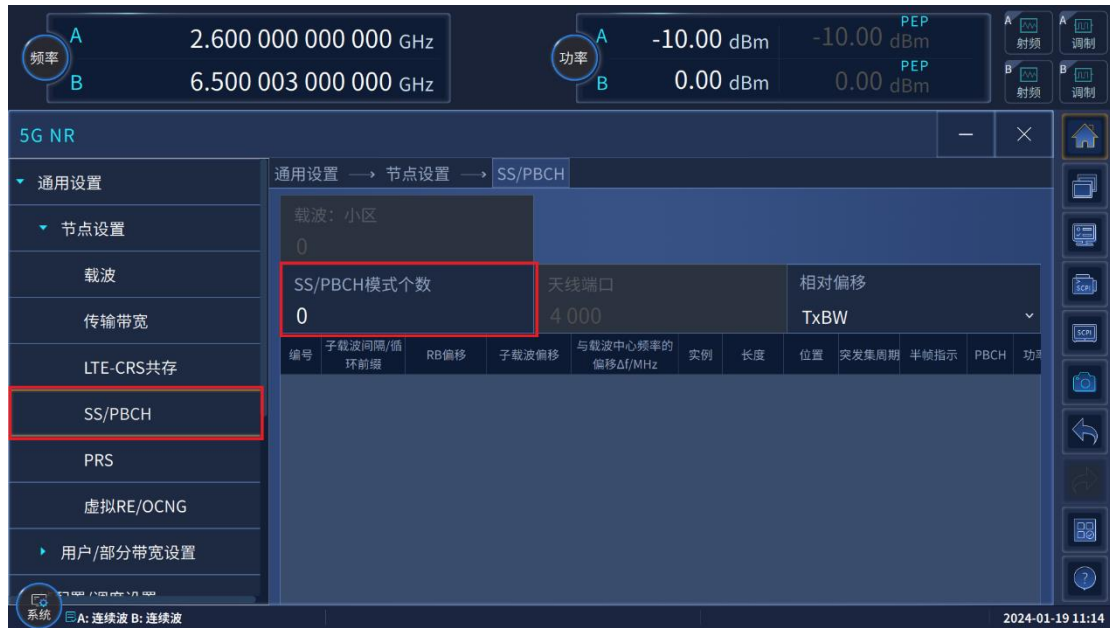 频率
A 2.600 000 000 000 GHz
B 6.500 003 000 000 GHz
功率
A -10.00 dBm -10.00 dBm PEP
B 0.00 dBm 0.00 dBm PEP
A 射频
A 调制
B 射频
B 调制
5G NR
通用设置
节点设置
载波
传输带宽
LTE-CRS共存
SS/PBCH
PRS
虚拟RE/OCNG
用户/部分带宽设置
通用设置 → 节点设置 → SS/PBCH
载波：小区
0
SS/PBCH模式个数
0
天线端口
4 000
相对偏移
TxBW
编号 子载波间隔/循环前缀 RB偏移 子载波偏移 与载波中心频率的偏移Δf/MHz 实例 长度 位置 突发集周期 半帧指示 PBCH 功率
SCPI
SCPI
系统
A: 连续波 B: 连续波
2024-01-19 11:14